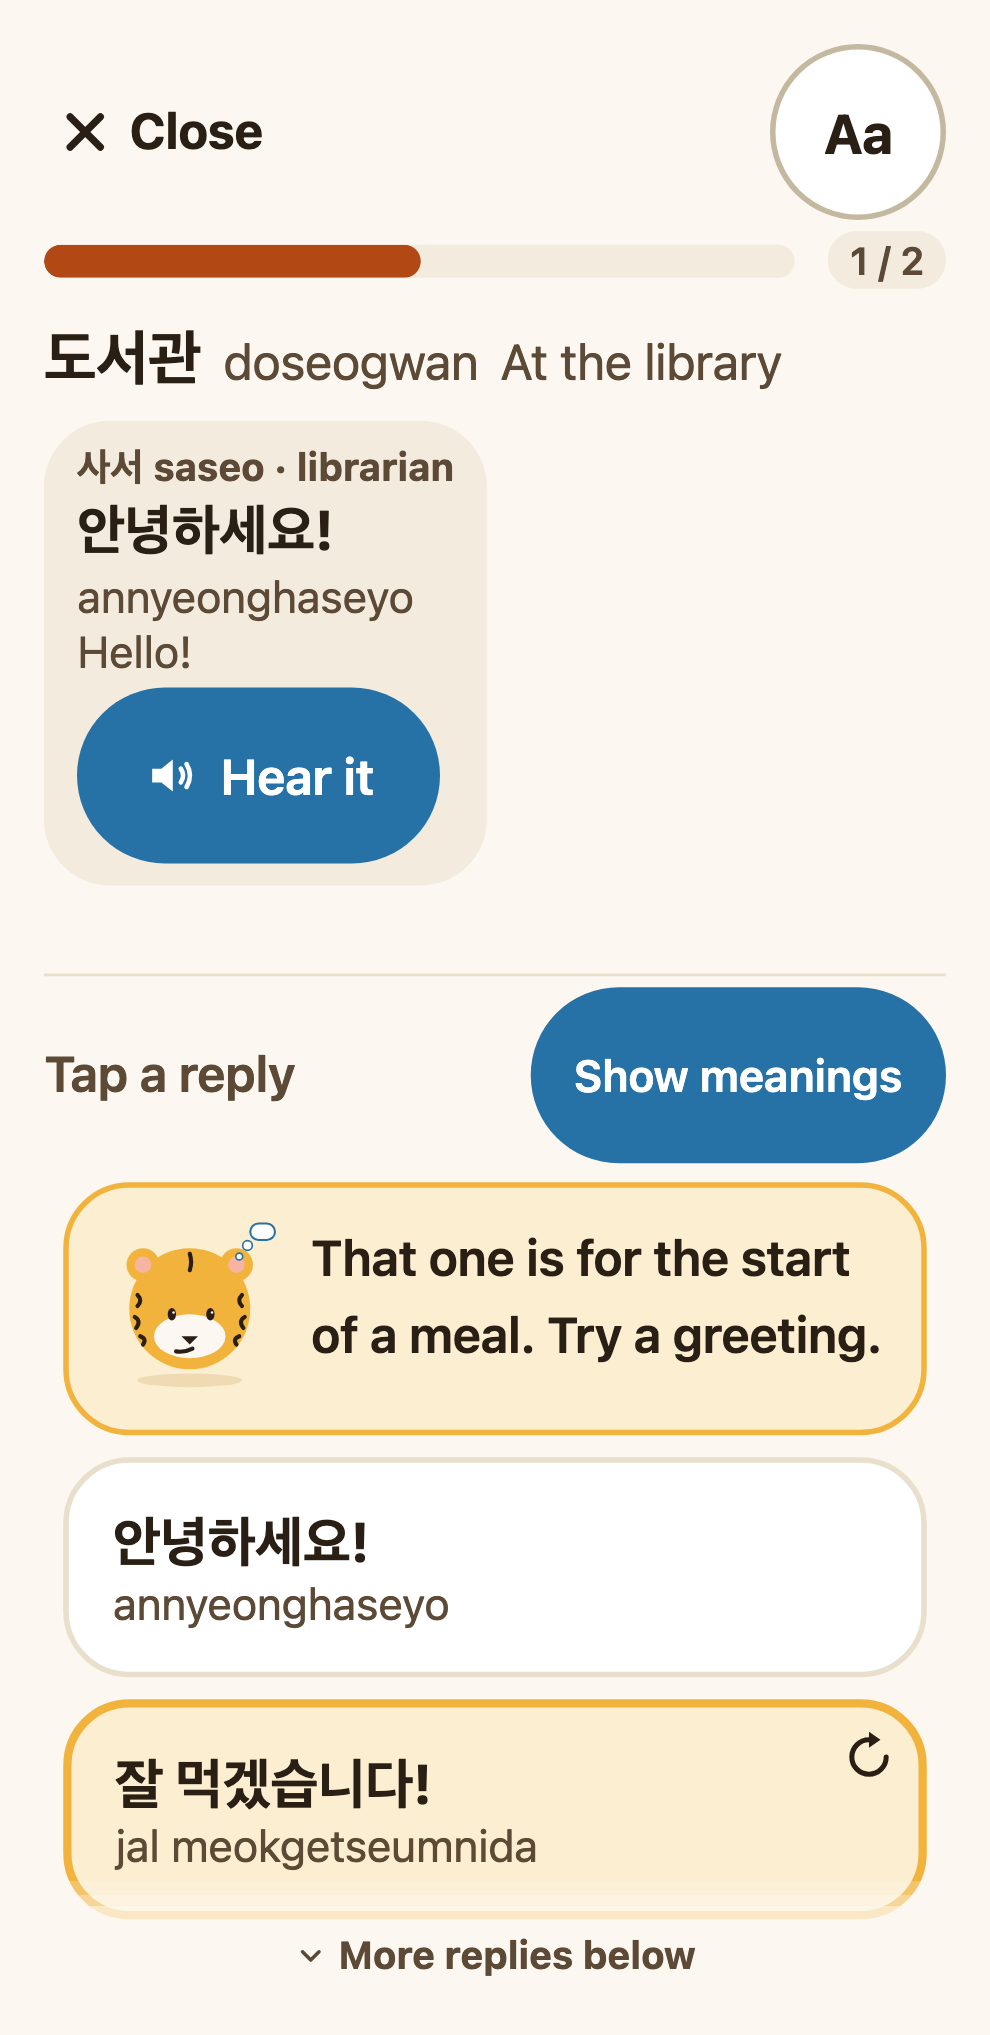 Close
Aa
1 / 2
도서관 doseogwan At the library
사서 saseo · librarian
안녕하세요!
annyeonghaseyo
Hello!
Hear it
Tap a reply
Show meanings
That one is for the start
of a meal. Try a greeting.
안녕하세요!
annyeonghaseyo
잘 먹겠습니다!
jal meokgetseumnida
More replies below